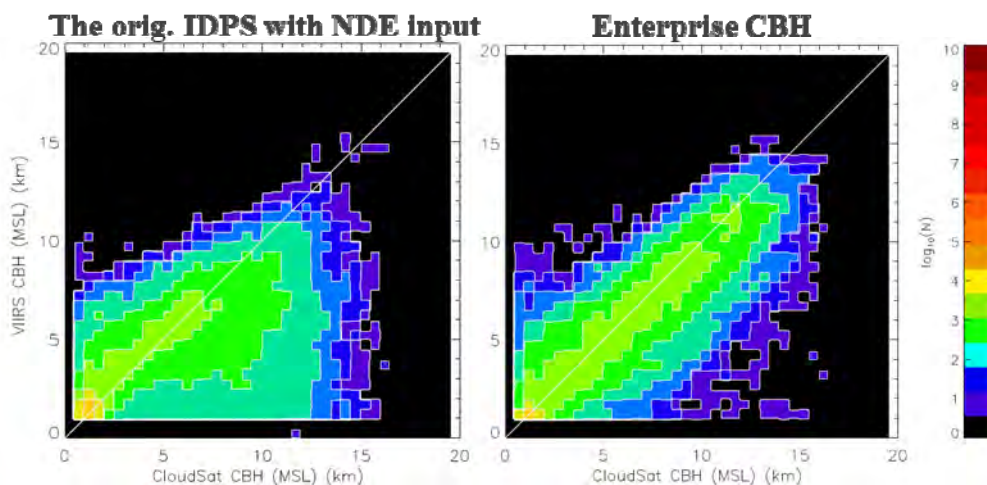 The orig. IDPS with NDE input
Enterprise CBH
20
15
10
5
0
VIIRS CBH (MSL) (km)
0 5 10 15 20
CloudSat CBH (MSL) (km)
20
15
10
5
0
0 5 10 15 20
CloudSat CBH (MSL) (km)
10
9
8
7
6
5
4
3
2
1
0
log₁₀(N)